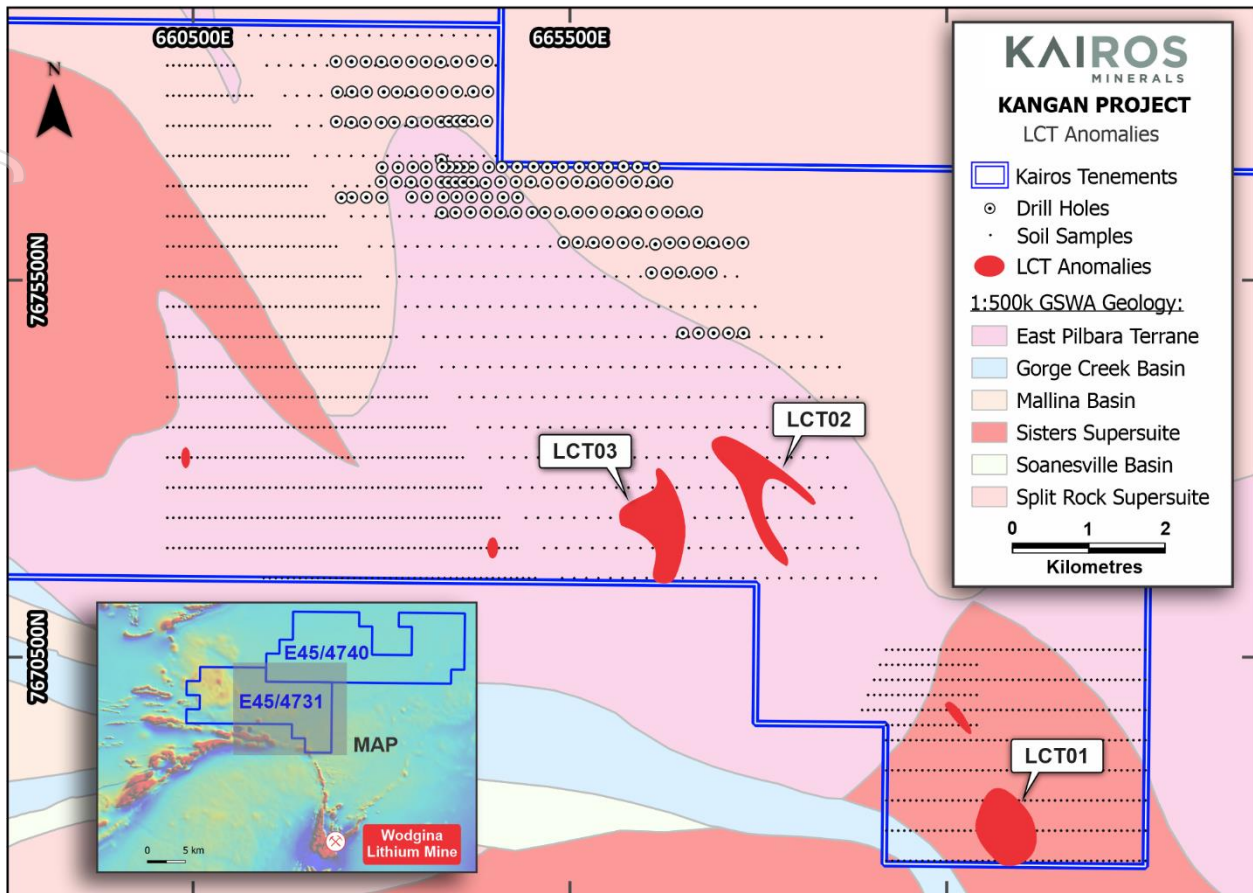 660500E
665500E
N
7675500N
7670500N
LCT02
LCT03
LCT01
KAIROS
MINERALS
KANGAN PROJECT
LCT Anomalies
Kairos Tenements
Drill Holes
Soil Samples
LCT Anomalies
1:500k GSWA Geology:
East Pilbara Terrane
Gorge Creek Basin
Mallina Basin
Sisters Supersuite
Soanesville Basin
Split Rock Supersuite
0 1 2
Kilometres
E45/4740
E45/4731
MAP
Wodgina
Lithium Mine
0 5 km